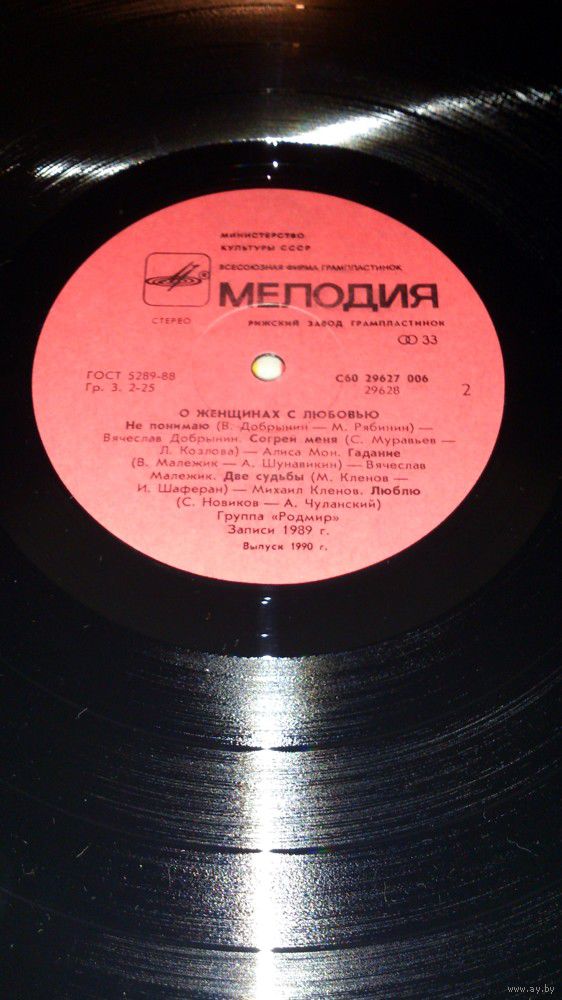 МИНИСТЕРСТВО
КУЛЬТУРЫ СССР
ВСЕСОЮЗНАЯ ФИРМА ГРАМПЛАСТИНОК
®
МЕЛОДИЯ
СТЕРЕО
РИЖСКИЙ ЗАВОД ГРАМПЛАСТИНОК
33
ГОСТ 5289-88
Гр. 3. 2-25
С60 29627 006
29628
2
О ЖЕНЩИНАХ С ЛЮБОВЬЮ
Не понимаю (В. Добрынин — М. Рябинин) —
Вячеслав Добрынин. Согрей меня (С. Муравьев —
Л. Козлова) — Алиса Мон. Гадание
(В. Малежик — А. Шунавикин) — Вячеслав
Малежик. Две судьбы (М. Кленов —
И. Шаферан) — Михаил Кленов. Люблю
(С. Новиков — А. Чуланский)
Группа «Родмир»
Записи 1989 г.
Выпуск 1990 г.
www.ay.by